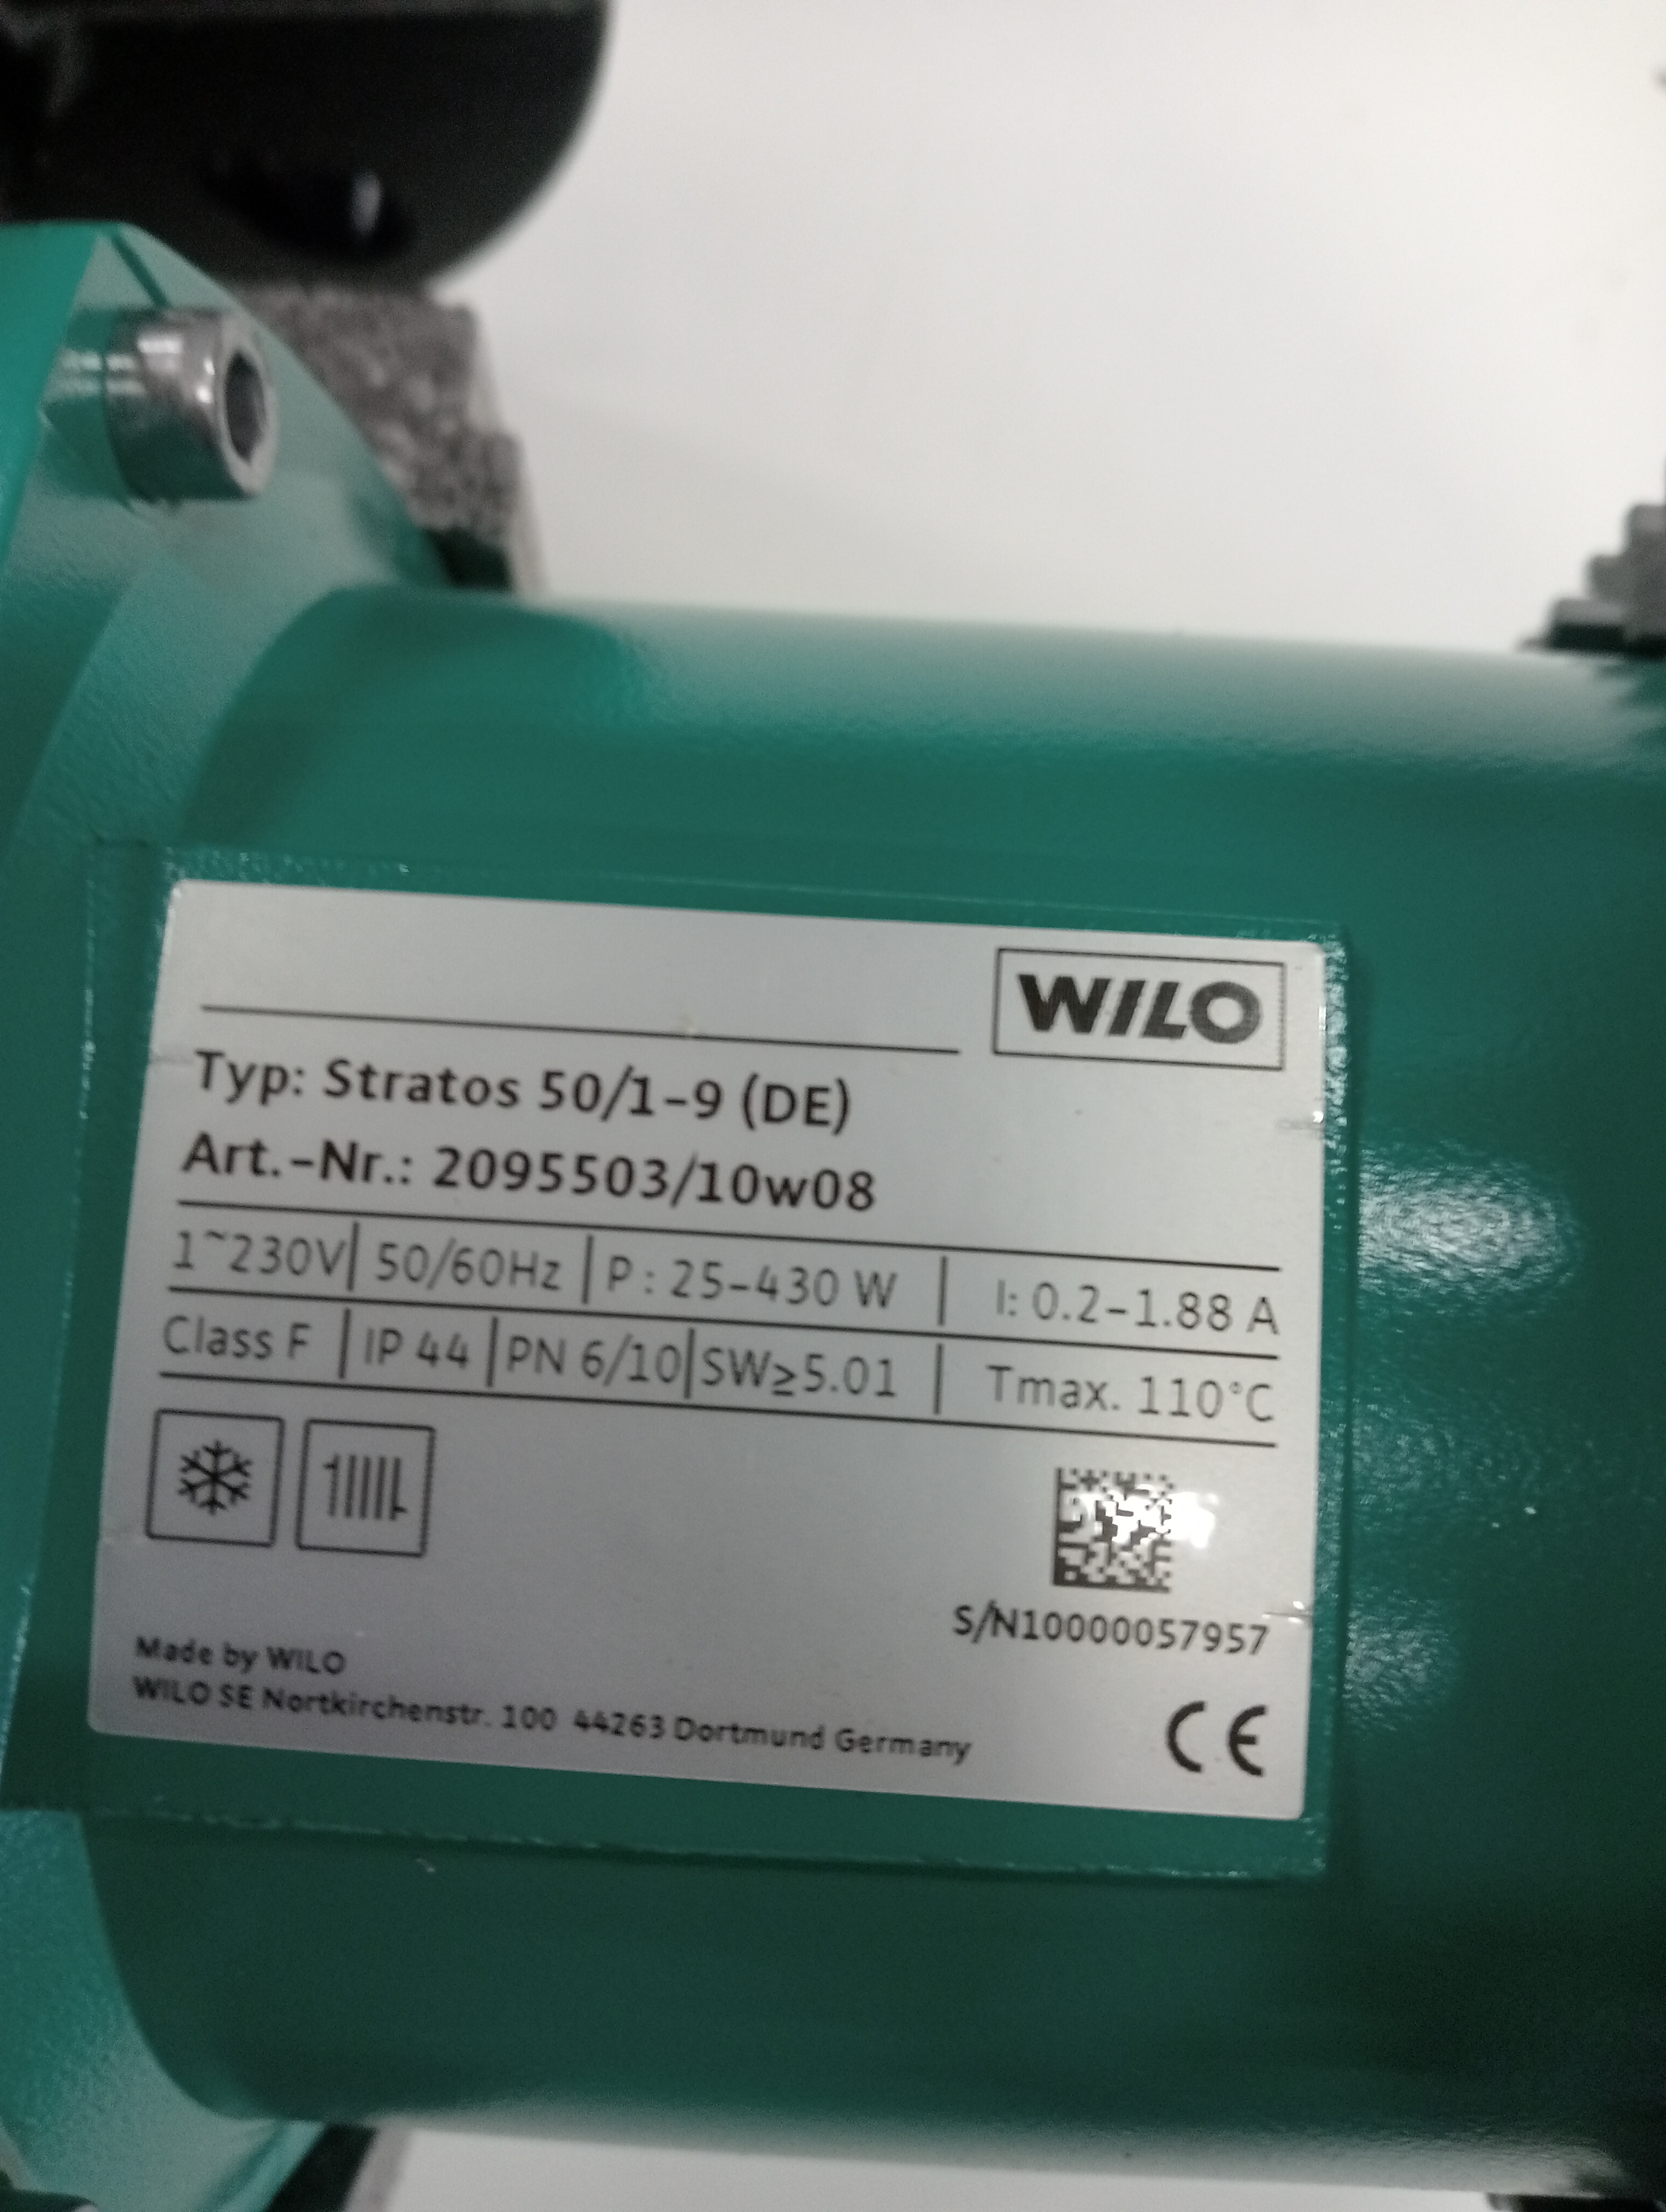 WILO
Typ: Stratos 50/1-9 (DE)
Art.-Nr.: 2095503/10w08
1~230V | 50/60Hz | P : 25-430 W | I: 0.2-1.88 A
Class F | IP 44 | PN 6/10 | SW≥5.01 | Tmax. 110°C
S/N10000057957
Made by WILO
WILO SE Nortkirchenstr. 100 44263 Dortmund Germany
CE